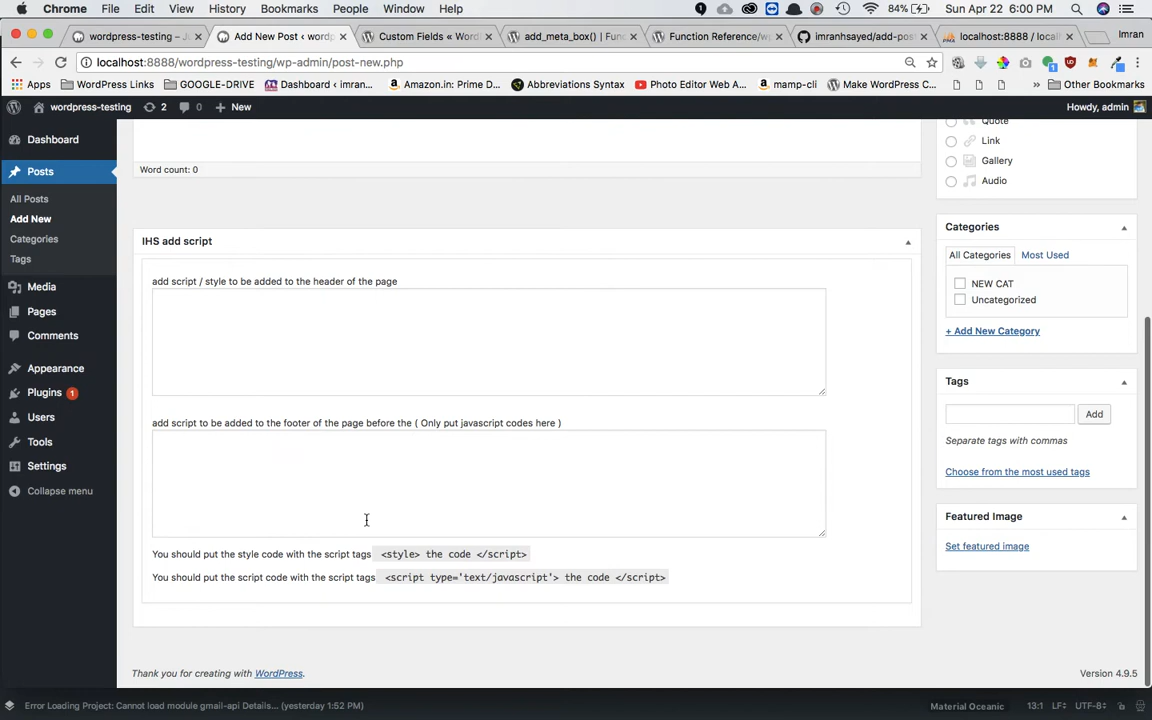 Chrome File Edit View History Bookmarks People Window Help 84% Sun Apr 22 6:00 PM
wordpress-testing – Jo Add New Post ‹ wordp Custom Fields « Word add_meta_box() | Func Function Reference/wp imranhsayed/add-post localhost:8888 / local Imran
localhost:8888/wordpress-testing/wp-admin/post-new.php
Apps WordPress Links GOOGLE-DRIVE Dashboard ‹ imran... Amazon.in: Prime D... Abbreviations Syntax Photo Editor Web A... mamp-cli Make WordPress C... » Other Bookmarks
wordpress-testing 2 0 + New Howdy, admin
Dashboard
Posts
All Posts
Add New
Categories
Tags
Media
Pages
Comments
Appearance
Plugins 1
Users
Tools
Settings
Collapse menu
Word count: 0
IHS add script
add script / style to be added to the header of the page
add script to be added to the footer of the page before the ( Only put javascript codes here )
You should put the style code with the script tags <style> the code </script>
You should put the script code with the script tags <script type='text/javascript'> the code </script>
Quote
Link
Gallery
Audio
Categories
All Categories Most Used
NEW CAT
Uncategorized
+ Add New Category
Tags
Add
Separate tags with commas
Choose from the most used tags
Featured Image
Set featured image
Thank you for creating with WordPress. Version 4.9.5
Error Loading Project: Cannot load module gmail-api Details... (yesterday 1:52 PM) Material Oceanic 13:1 LF UTF-8